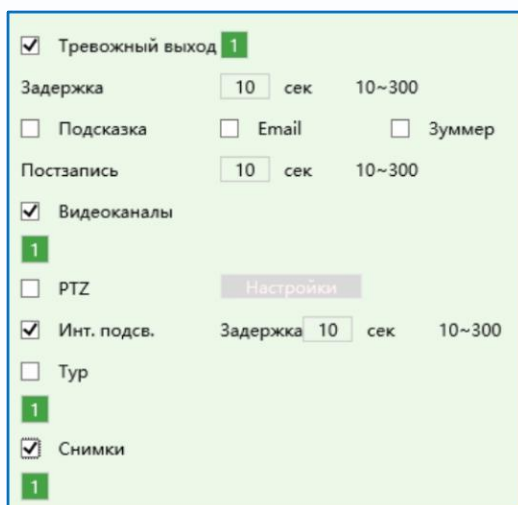 Тревожный выход 1
Задержка 10 сек 10~300
Подсказка Email Зуммер
Постзапись 10 сек 10~300
Видеоканалы
1
PTZ Настройки
Инт. подсв. Задержка 10 сек 10~300
Тур
1
Снимки
1